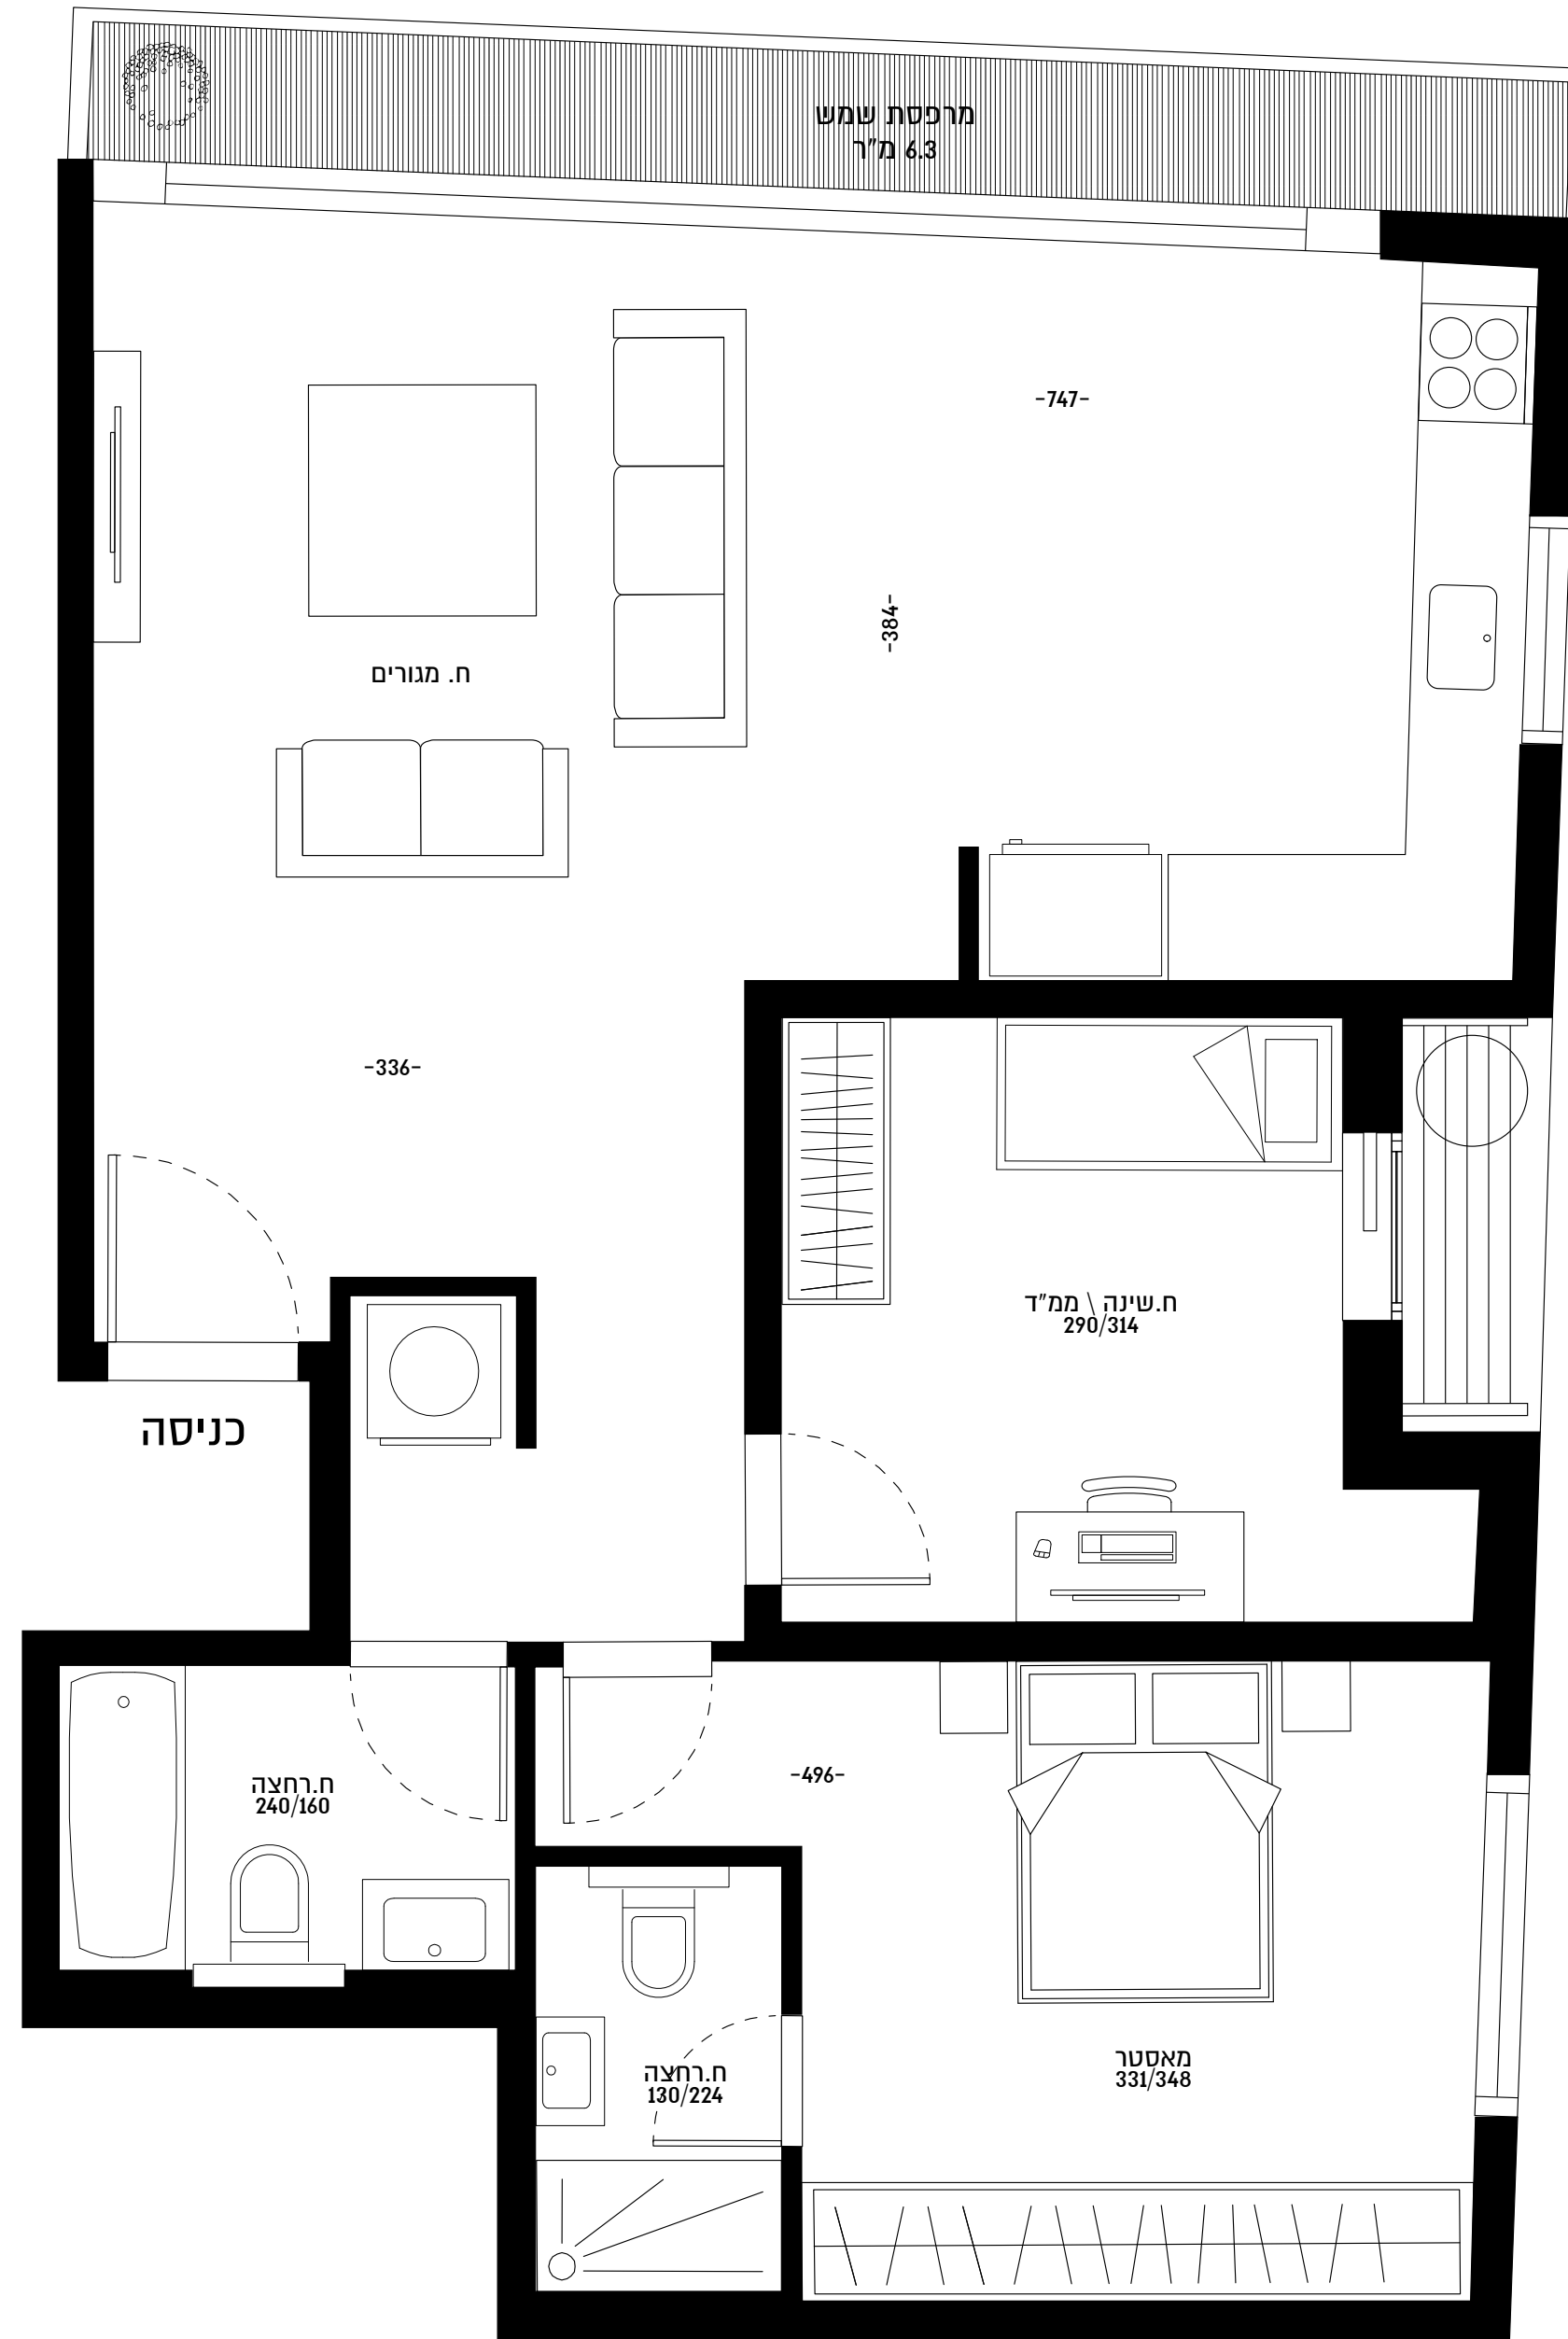 מרפסת שמש
6.3 מ"ר
-747-
-384-
ח. מגורים
-336-
ח.שינה \ ממ"ד
290/314
כניסה
ח.רחצה
240/160
-496-
ח.רחצה
130/224
מאסטר
331/348